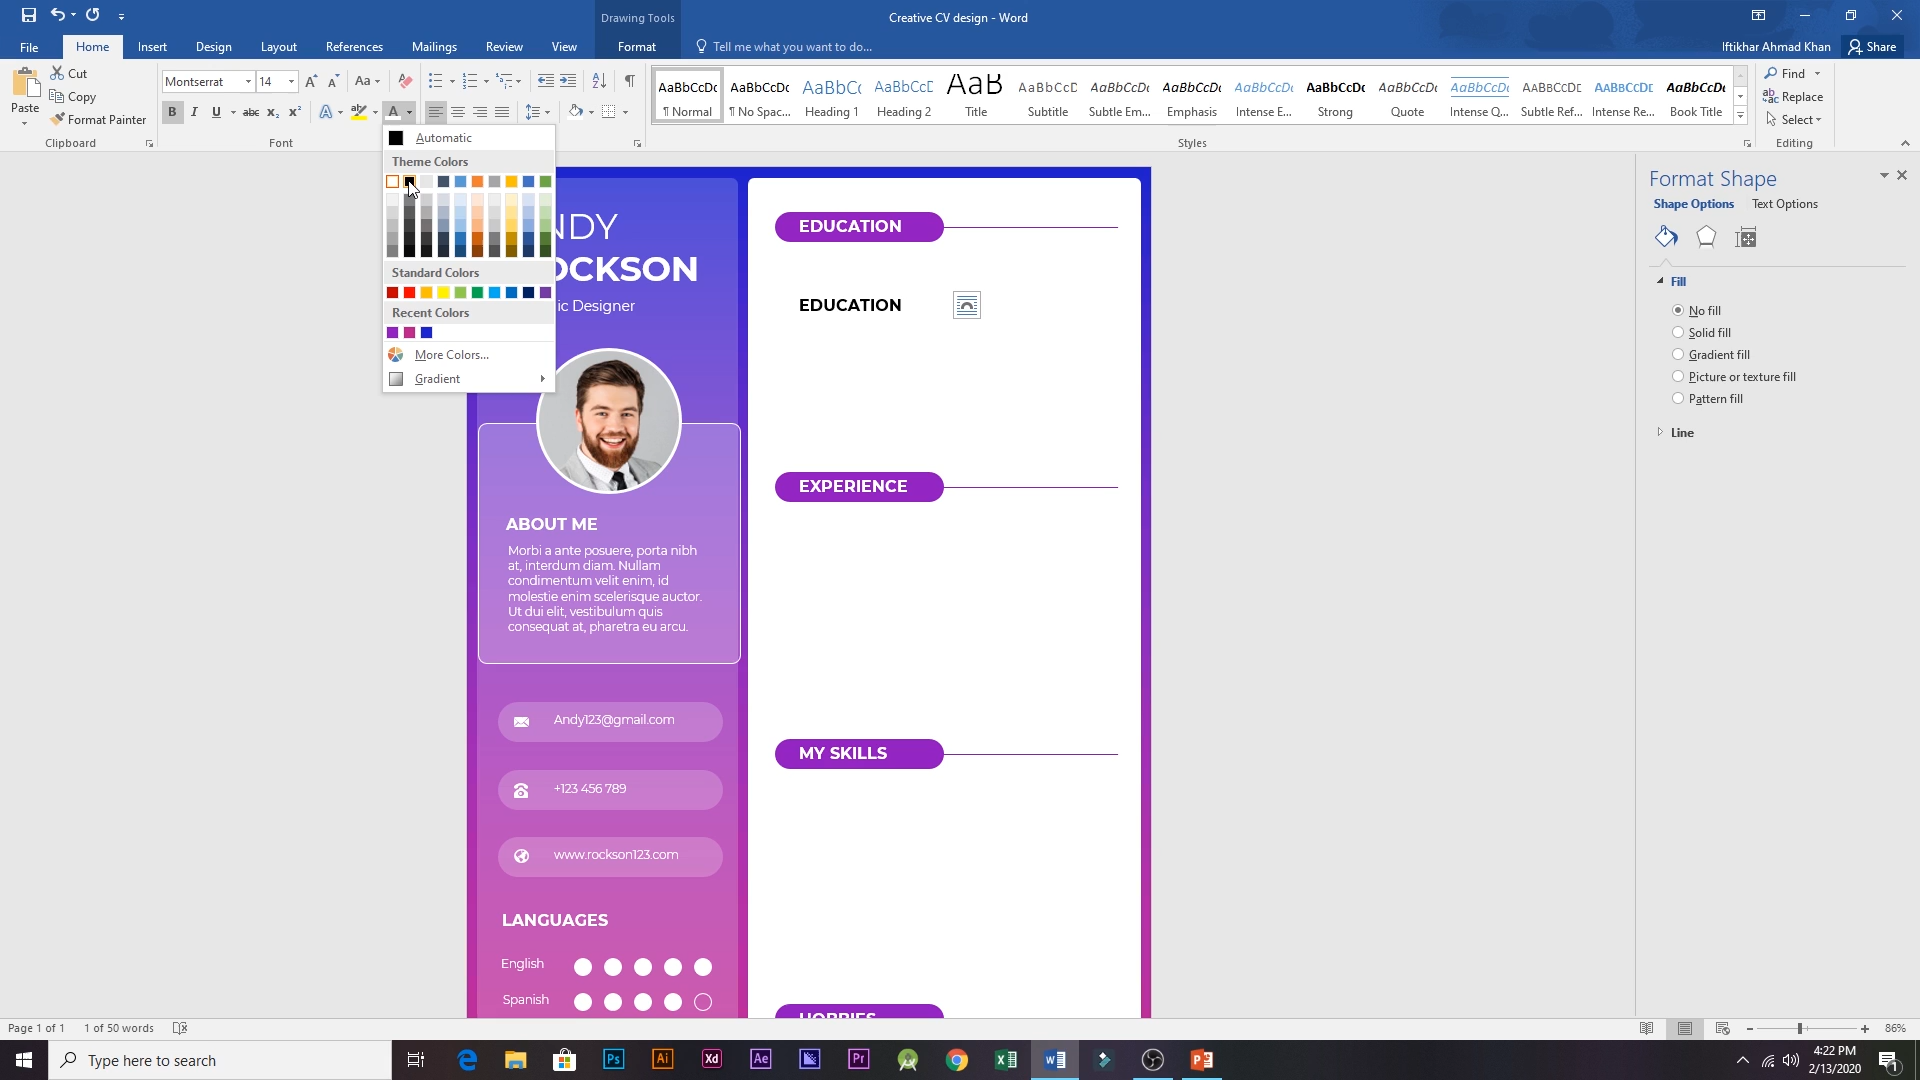 Drawing Tools
Creative CV design - Word
File
Home
Insert
Design
Layout
References
Mailings
Review
View
Format
Tell me what you want to do...
Iftikhar Ahmad Khan
Share
Paste
Cut
Copy
Format Painter
Clipboard
Montserrat
14
Font
AaBbCcDc
¶ Normal
AaBbCcDc
¶ No Spac...
AaBbCc
Heading 1
AaBbCcD
Heading 2
AaB
Title
AaBbCcD
Subtitle
AaBbCcDc
Subtle Em...
AaBbCcDc
Emphasis
AaBbCcDc
Intense E...
AaBbCcDc
Strong
AaBbCcDc
Quote
AaBbCcDc
Intense Q...
AABBCCDE
Subtle Ref...
AABBCCDE
Intense Re...
AaBbCcDc
Book Title
Styles
Find
Replace
Select
Editing
Automatic
Theme Colors
Standard Colors
Recent Colors
More Colors...
Gradient
NDY
OCKSON
ic Designer
ABOUT ME
Morbi a ante posuere, porta nibh
at, interdum diam. Nullam
condimentum velit enim, id
molestie enim scelerisque auctor.
Ut dui elit, vestibulum quis
consequat at, pharetra eu arcu.
Andy123@gmail.com
+123 456 789
www.rockson123.com
LANGUAGES
English
Spanish
EDUCATION
EDUCATION
EXPERIENCE
MY SKILLS
HOBBIES
Format Shape
Shape Options
Text Options
Fill
No fill
Solid fill
Gradient fill
Picture or texture fill
Pattern fill
Line
Page 1 of 1
1 of 50 words
86%
Type here to search
Ps
Ai
Xd
Ae
Pr
4:22 PM
2/13/2020
1